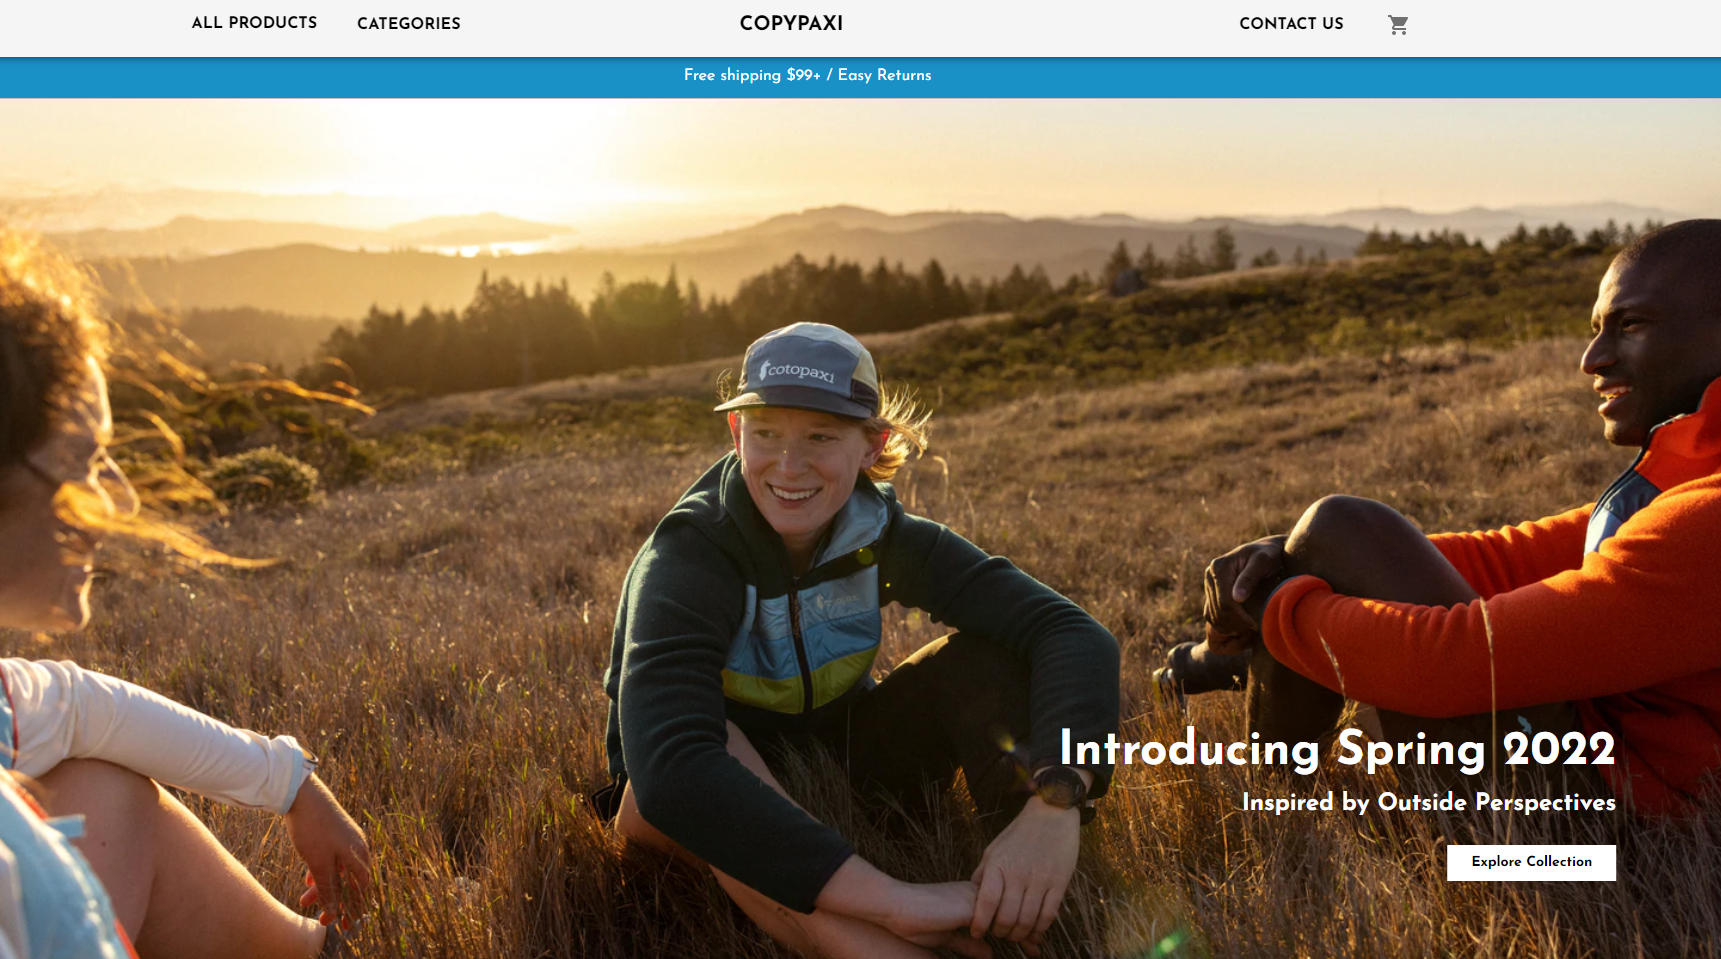 ALL PRODUCTS
CATEGORIES
COPYPAXI
CONTACT US
Free shipping $99+ / Easy Returns
cotopaxi
Introducing Spring 2022
Inspired by Outside Perspectives
Explore Collection